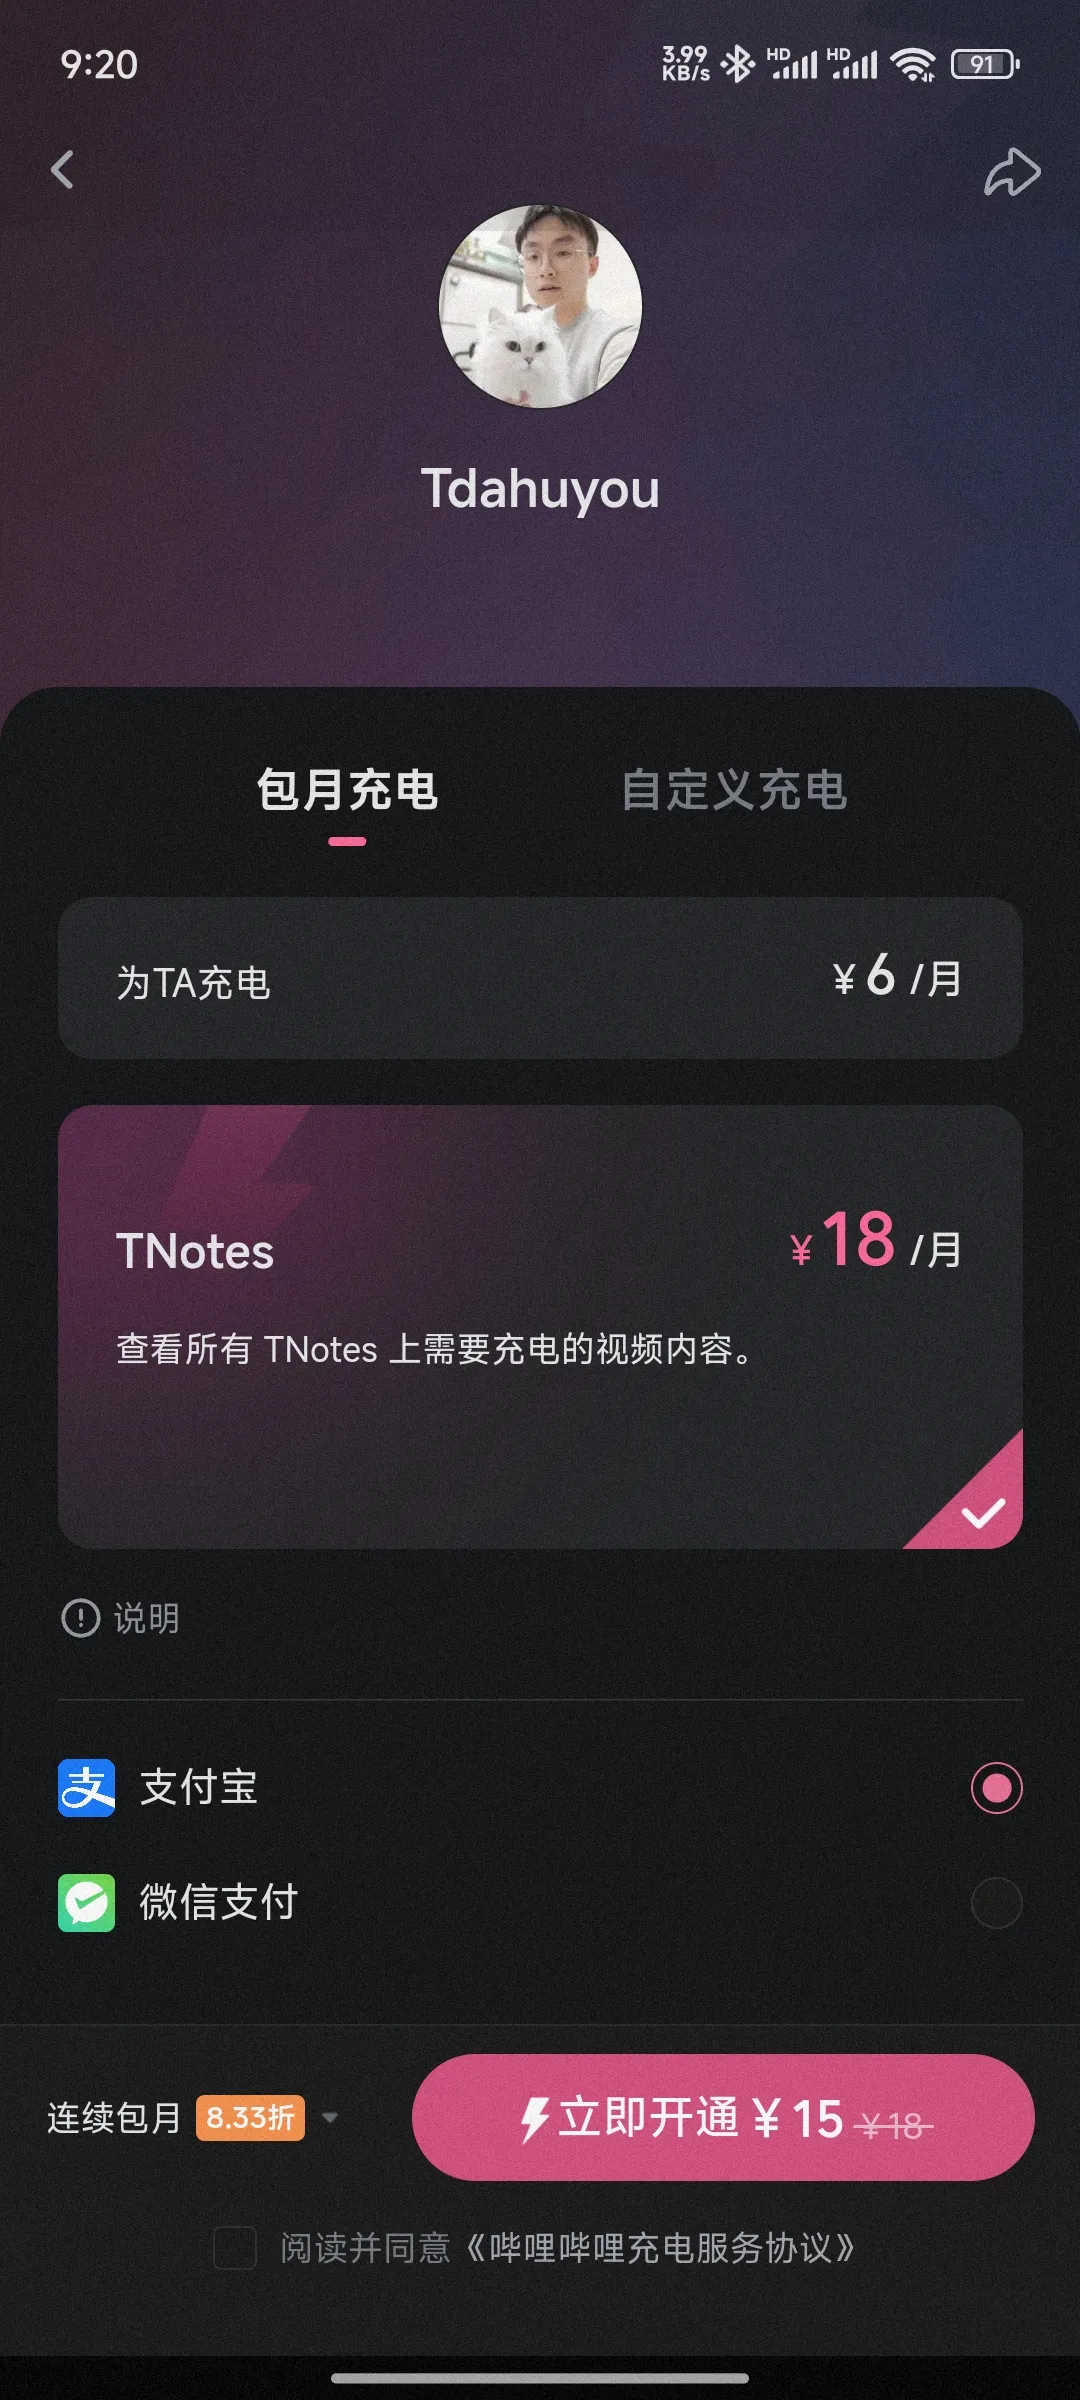 9:20
3.99
KB/s
HD
HD
91
Tdahuyou
包月充电
自定义充电
为TA充电
¥6 /月
TNotes
¥18 /月
查看所有 TNotes 上需要充电的视频内容。
说明
支 支付宝
微信支付
连续包月 8.33折
立即开通 ¥ 15 ¥18
阅读并同意《哔哩哔哩充电服务协议》